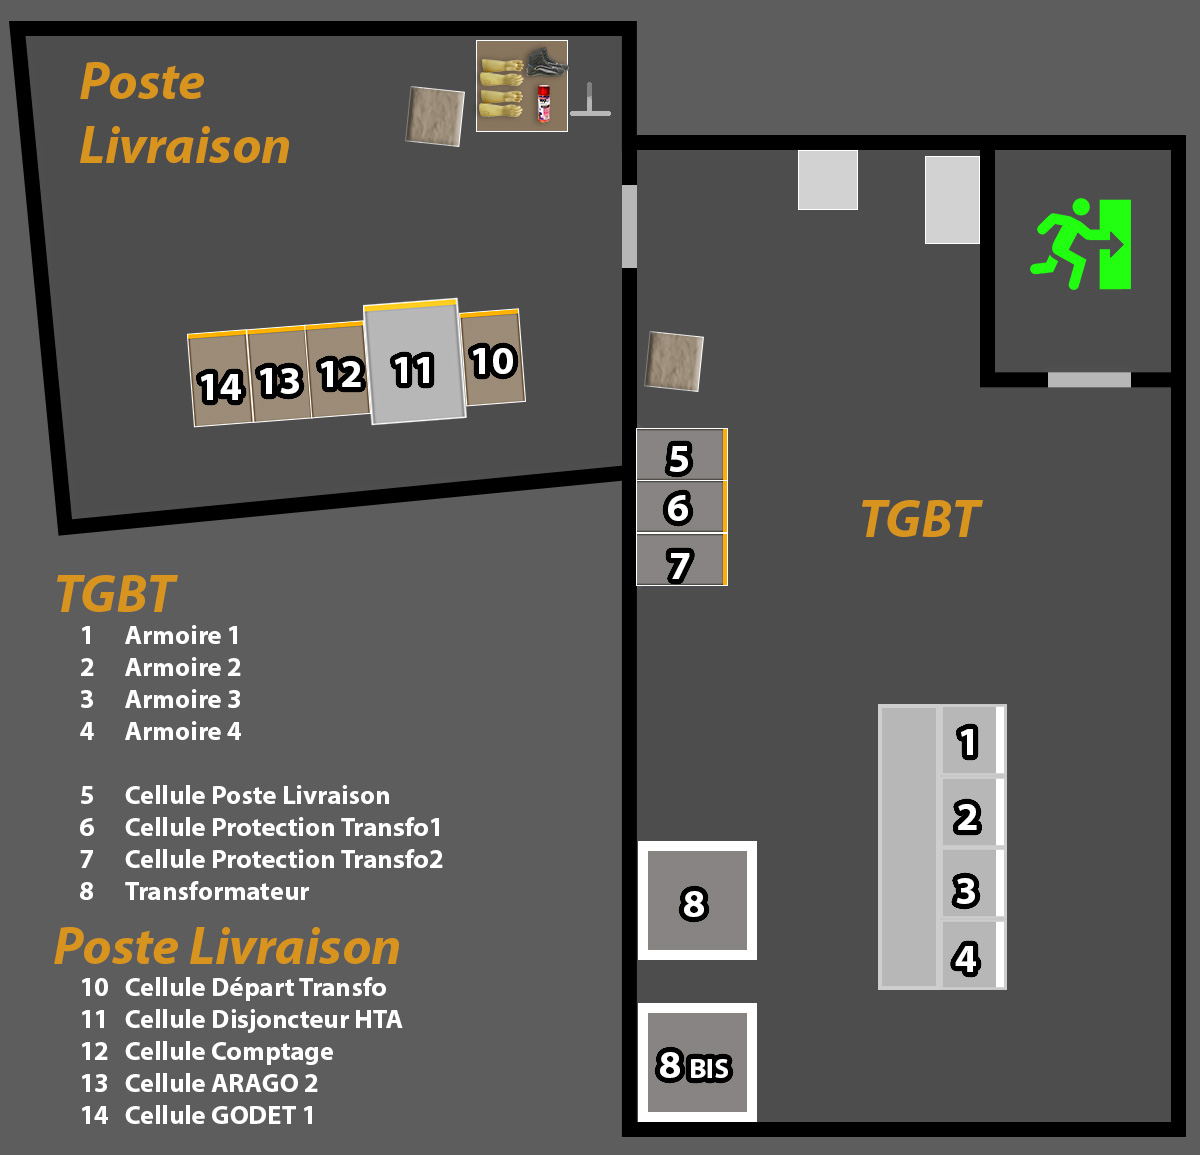 Poste
Livraison
14
13
12
11
10
5
6
7
TGBT
1
2
3
4
8
8 BIS
TGBT
1 Armoire 1
2 Armoire 2
3 Armoire 3
4 Armoire 4
5 Cellule Poste Livraison
6 Cellule Protection Transfo1
7 Cellule Protection Transfo2
8 Transformateur
Poste Livraison
10 Cellule Départ Transfo
11 Cellule Disjoncteur HTA
12 Cellule Comptage
13 Cellule ARAGO 2
14 Cellule GODET 1